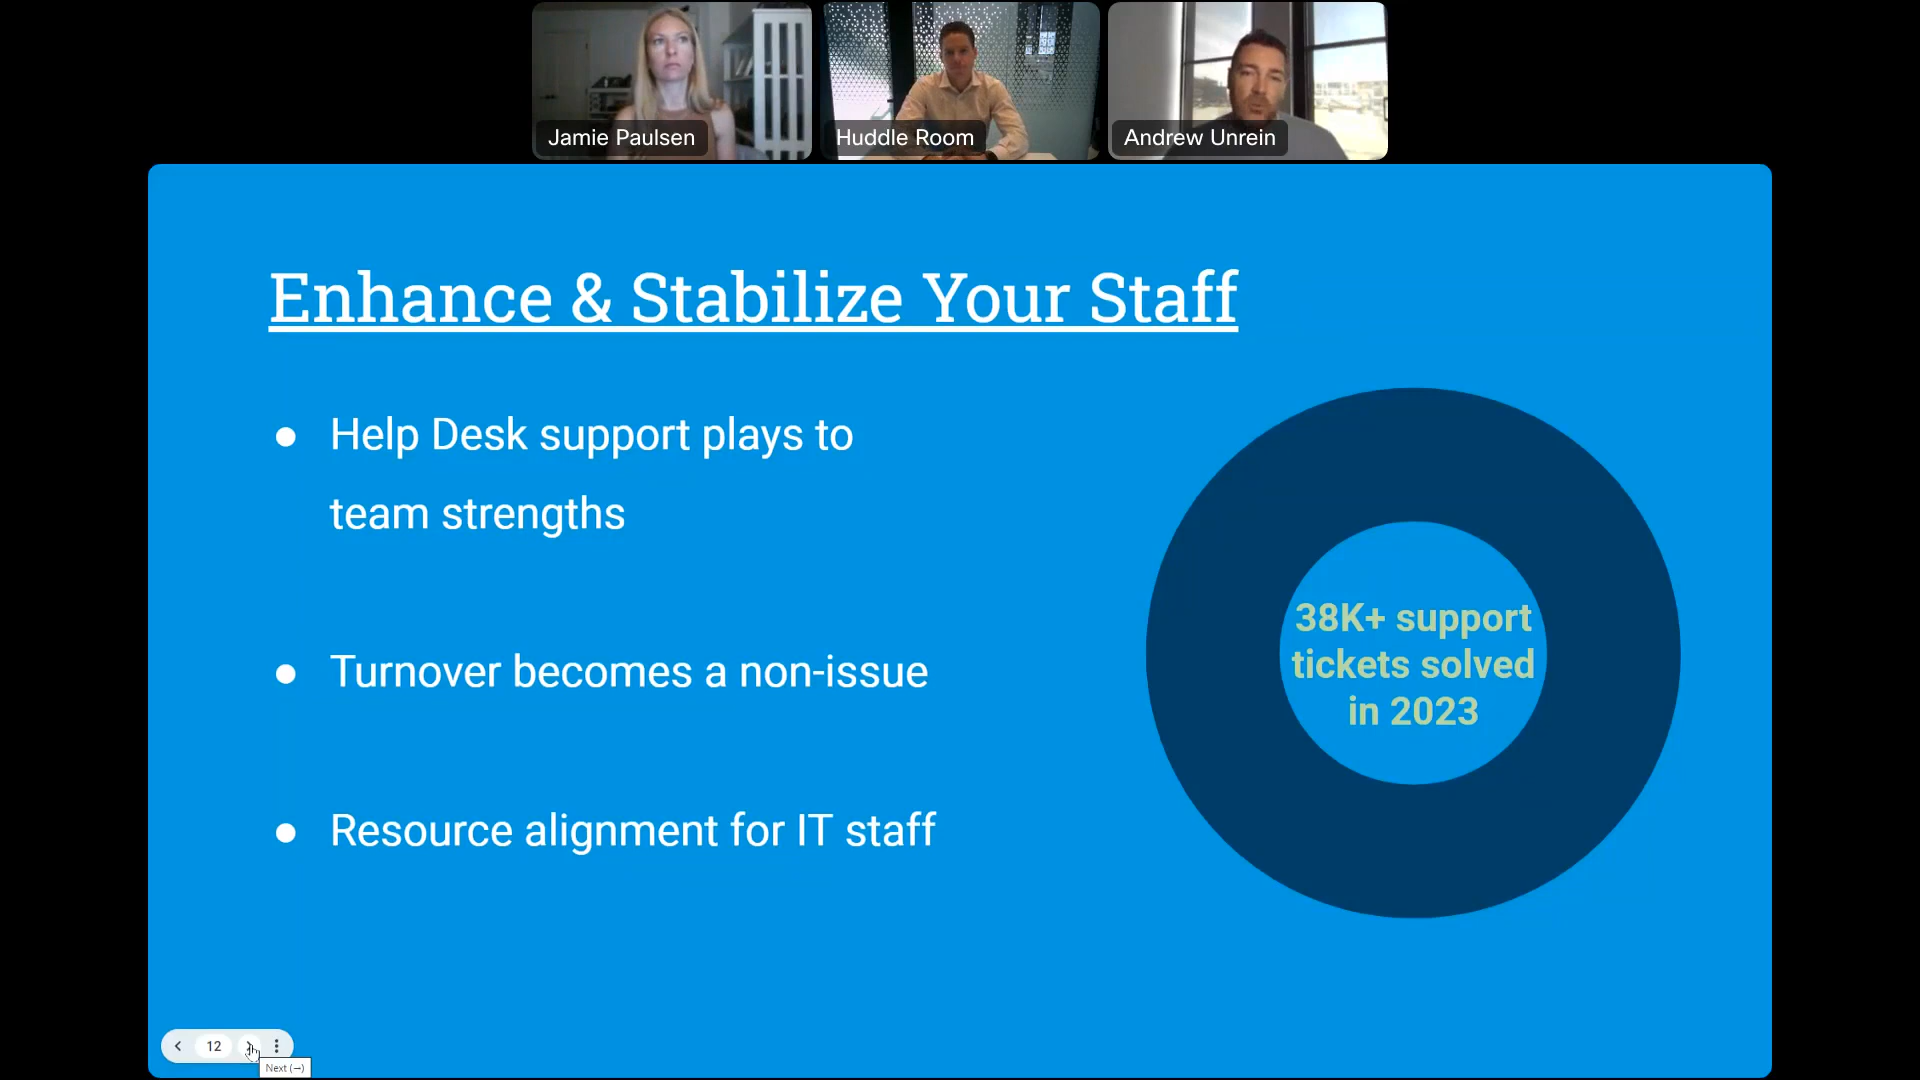 Jamie Paulsen
Huddle Room
Andrew Unrein
Enhance & Stabilize Your Staff
● Help Desk support plays to
team strengths
● Turnover becomes a non-issue
● Resource alignment for IT staff
38K+ support
tickets solved
in 2023
12
Next (→)